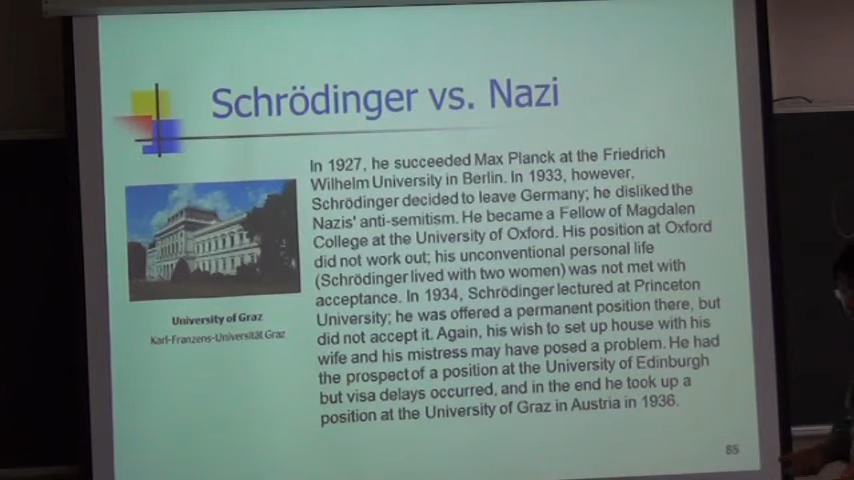 Schrödinger vs. Nazi
In 1927, he succeeded Max Planck at the Friedrich
Wilhelm University in Berlin. In 1933, however,
Schrödinger decided to leave Germany; he disliked the
Nazis' anti-semitism. He became a Fellow of Magdalen
College at the University of Oxford. His position at Oxford
did not work out; his unconventional personal life
(Schrödinger lived with two women) was not met with
acceptance. In 1934, Schrödinger lectured at Princeton
University; he was offered a permanent position there, but
did not accept it. Again, his wish to set up house with his
wife and his mistress may have posed a problem. He had
the prospect of a position at the University of Edinburgh
but visa delays occurred, and in the end he took up a
position at the University of Graz in Austria in 1936.
University of Graz
Karl-Franzens-Universität Graz
85